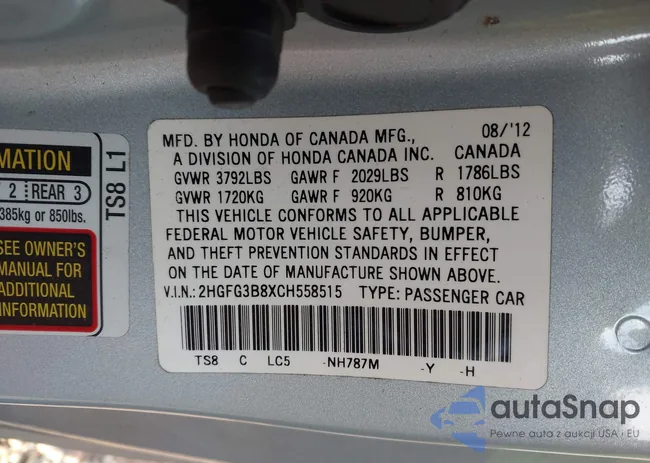 MATION
2 REAR 3
385kg or 850lbs.
SEE OWNER'S
MANUAL FOR
ADDITIONAL
INFORMATION
TS8 L1
MFD. BY HONDA OF CANADA MFG., 08/'12
A DIVISION OF HONDA CANADA INC. CANADA
GVWR 3792LBS GAWR F 2029LBS R 1786LBS
GVWR 1720KG GAWR F 920KG R 810KG
THIS VEHICLE CONFORMS TO ALL APPLICABLE
FEDERAL MOTOR VEHICLE SAFETY, BUMPER,
AND THEFT PREVENTION STANDARDS IN EFFECT
ON THE DATE OF MANUFACTURE SHOWN ABOVE.
V.I.N.: 2HGFG3B8XCH558515 TYPE: PASSENGER CAR
TS8 C LC5 -NH787M -Y -H
autaSnap
Pewne auta z aukcji USA i EU